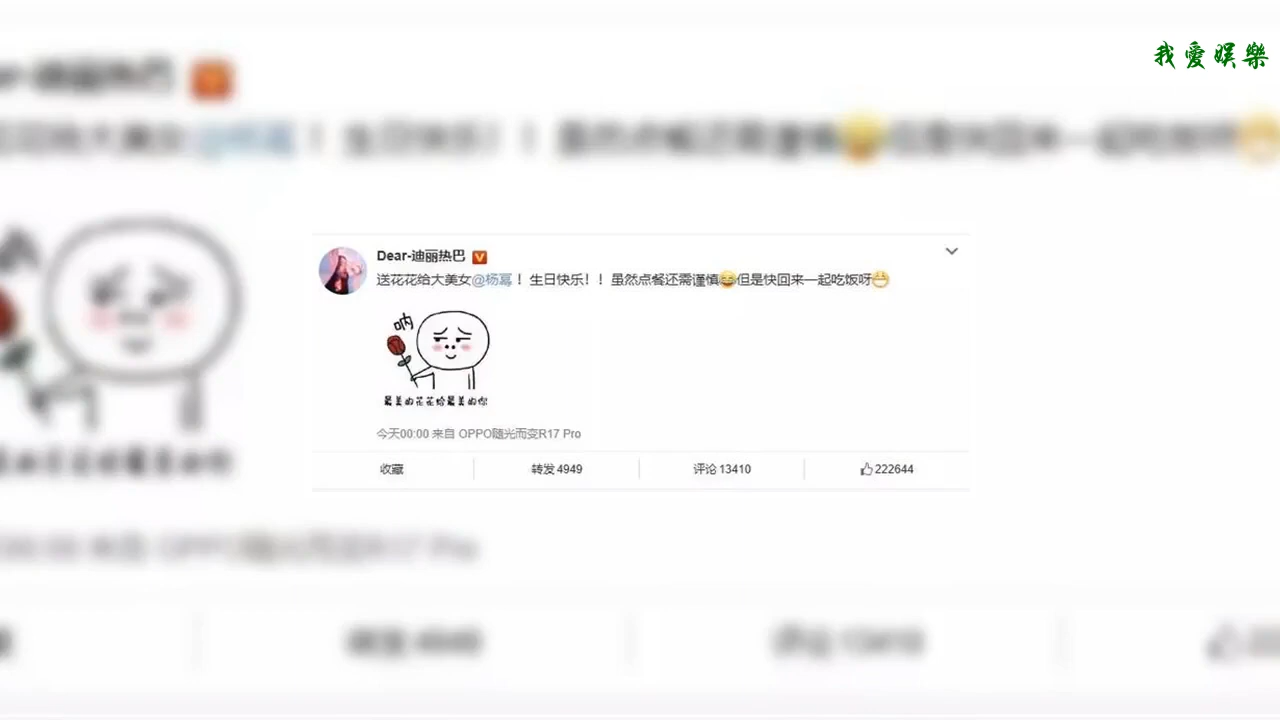 我愛娛樂
Dear-迪丽热巴
送花花给大美女@杨幂！生日快乐！！虽然点餐还需谨慎😂但是快回来一起吃饭呀😁
呐
最美的花花给最美的你
今天00:00 来自 OPPO随光而变R17 Pro
收藏
转发 4949
评论 13410
222644